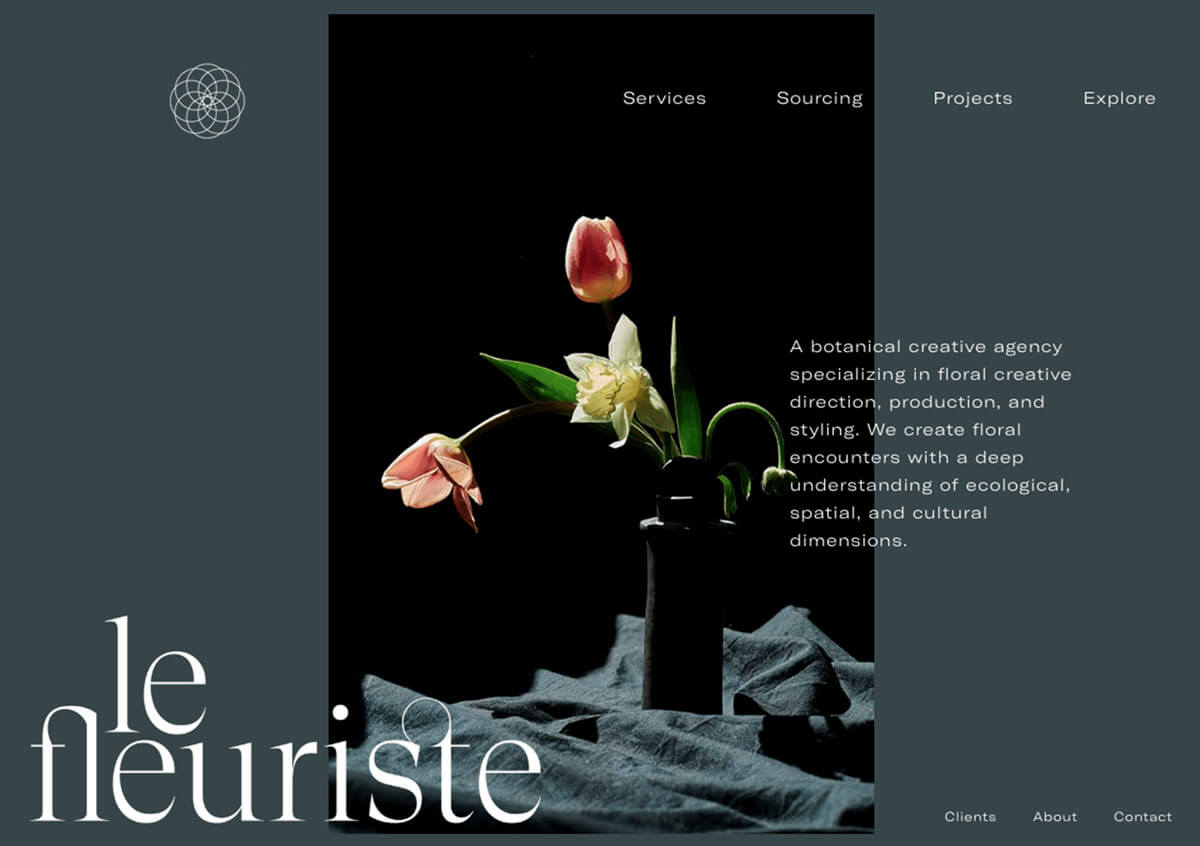 Services Sourcing Projects Explore
A botanical creative agency
specializing in floral creative
direction, production, and
styling. We create floral
encounters with a deep
understanding of ecological,
spatial, and cultural
dimensions.
le
fleuriste
Clients About Contact